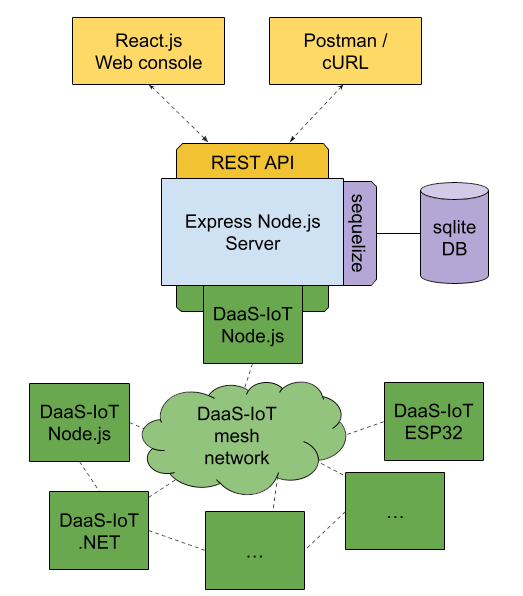 React.js
Web console
Postman /
cURL
REST API
Express Node.js
Server
sequelize
sqlite
DB
DaaS-IoT
Node.js
DaaS-IoT
mesh
network
DaaS-IoT
Node.js
DaaS-IoT
ESP32
DaaS-IoT
.NET
...
...